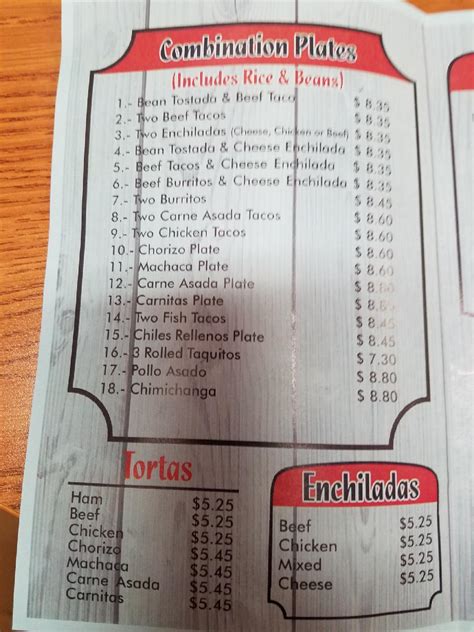 Combination Plates
(Includes Rice & Beans)
1.- Bean Tostada & Beef Taco $ 8.35
2.- Two Beef Tacos $ 8.35
3.- Two Enchiladas (Cheese, Chicken or Beef) $ 8.35
4.- Bean Tostada & Cheese Enchilada $ 8.35
5.- Beef Tacos & Cheese Enchilada $ 8.35
6.- Beef Burritos & Cheese Enchilada $ 8.35
7.- Two Burritos $ 8.45
8.- Two Carne Asada Tacos $ 8.60
9.- Two Chicken Tacos $ 8.60
10.- Chorizo Plate $ 8.60
11.- Machaca Plate $ 8.60
12.- Carne Asada Plate
13.- Carnitas Plate
14.- Two Fish Tacos $ 8.45
15.- Chiles Rellenos Plate $ 8.45
16.- 3 Rolled Taquitos $ 7.30
17.- Pollo Asado $ 8.80
18.- Chimichanga $ 8.80
Tortas
Ham $5.25
Beef $5.25
Chicken $5.25
Chorizo $5.45
Machaca $5.45
Carne Asada $5.45
Carnitas $5.45
Enchiladas
Beef $5.25
Chicken $5.25
Mixed $5.25
Cheese $5.25